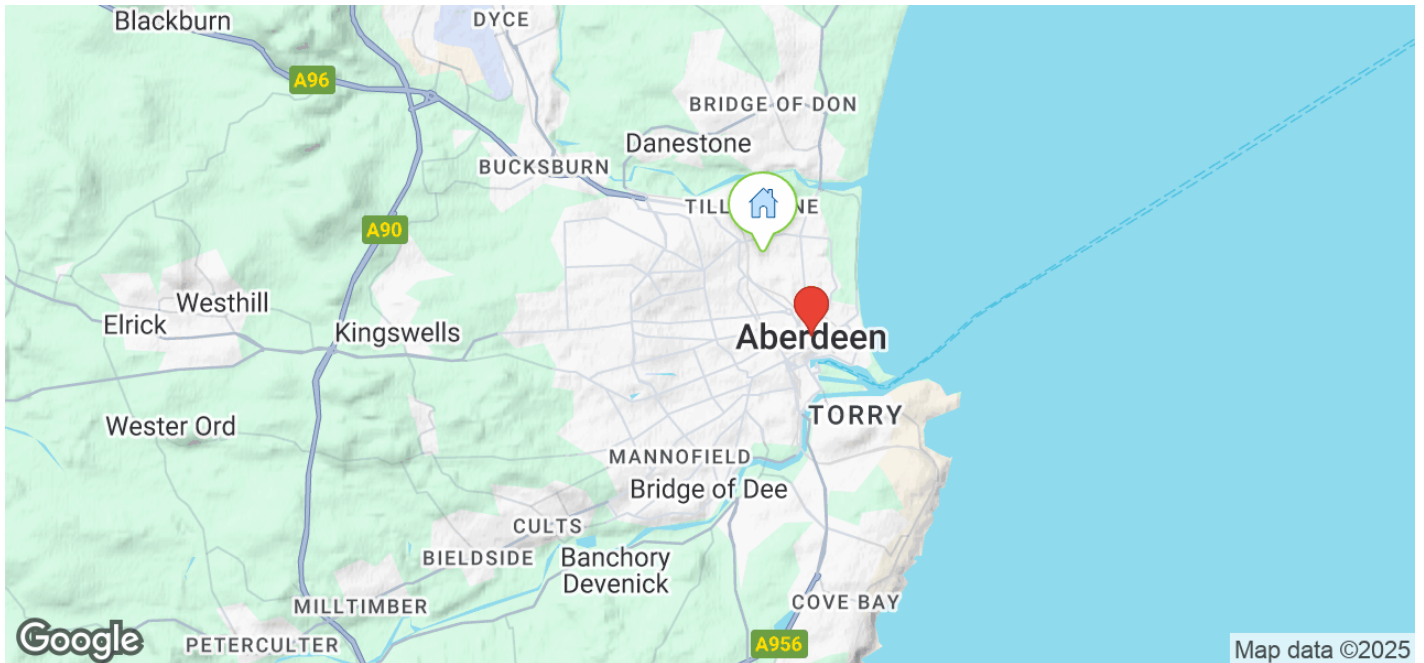 Blackburn
DYCE
A96
BRIDGE OF DON
Danestone
BUCKSBURN
A90
Westhill
Elrick
Kingswells
Aberdeen
TORRY
Wester Ord
MANNOFIELD
Bridge of Dee
CULTS
BIELDSIDE
Banchory
Devenick
MILLTIMBER
COVE BAY
PETERCULTER
A956
Google
Map data ©2025